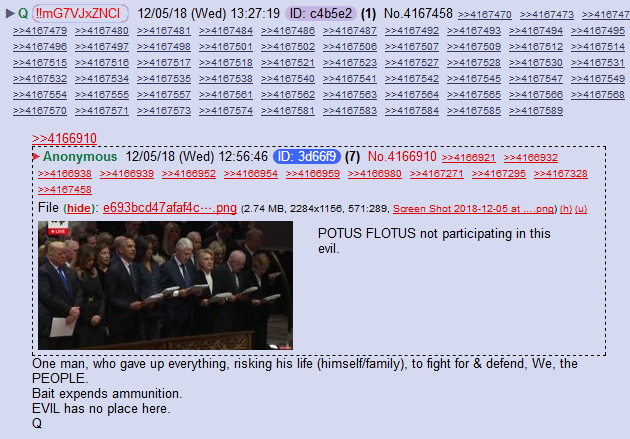 ▶ Q !!mG7VJxZNCI 12/05/18 (Wed) 13:27:19 ID: c4b5e2 (1) No.4167458 >>4167470 >>4167473 >>416747
>>4167479 >>4167480 >>4167481 >>4167484 >>4167486 >>4167487 >>4167492 >>4167493 >>4167494 >>4167495
>>4167496 >>4167497 >>4167498 >>4167500 >>4167501 >>4167502 >>4167506 >>4167507 >>4167509 >>4167512 >>4167514
>>4167515 >>4167517 >>4167518 >>4167521 >>4167523 >>4167527 >>4167528 >>4167530 >>4167531
>>4167532 >>4167534 >>4167535 >>4167538 >>4167540 >>4167541 >>4167542 >>4167545 >>4167547 >>4167549
>>4167554 >>4167555 >>4167557 >>4167561 >>4167562 >>4167563 >>4167564 >>4167565 >>4167566 >>4167568
>>4167570 >>4167571 >>4167573 >>4167574 >>4167581 >>4167583 >>4167584 >>4167585 >>4167589
>>4166910
▶ Anonymous 12/05/18 (Wed) 12:56:46 ID: 3d66f9 (7) No.4166910 >>4166921 >>4166932
>>4166938 >>4166939 >>4166952 >>4166954 >>4166959 >>4166980 >>4167271 >>4167295 >>4167328
>>4167458
File (hide): e693bcd47afaf4c⋯.png (2.74 MB, 2284x1156, 571:289, Screen Shot 2018-12-05 at ....png) (h) (u)
LIVE
POTUS FLOTUS not participating in this
evil.
One man, who gave up everything, risking his life (himself/family), to fight for & defend, We, the
PEOPLE.
Bait expends ammunition.
EVIL has no place here.
Q